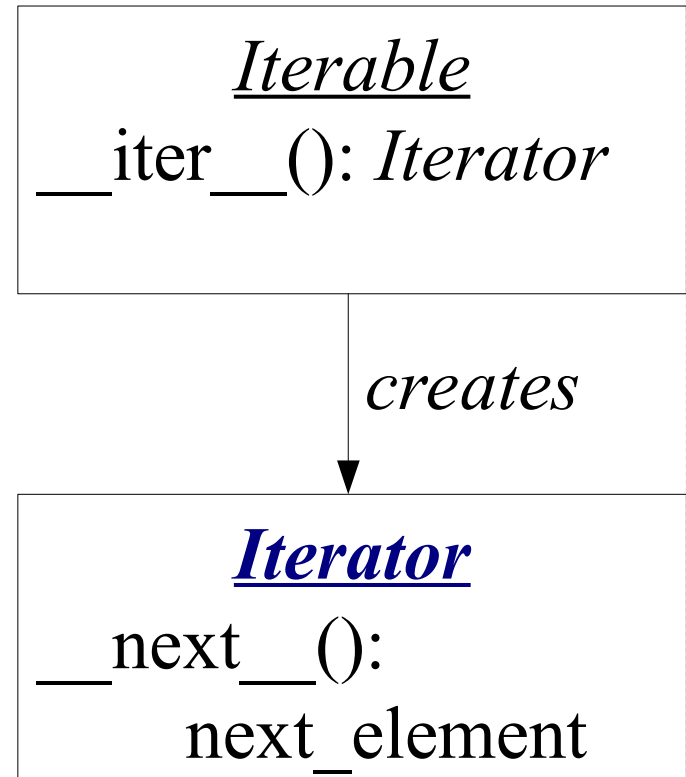 Iterable
__iter__(): Iterator
creates
Iterator
__next__():
next_element